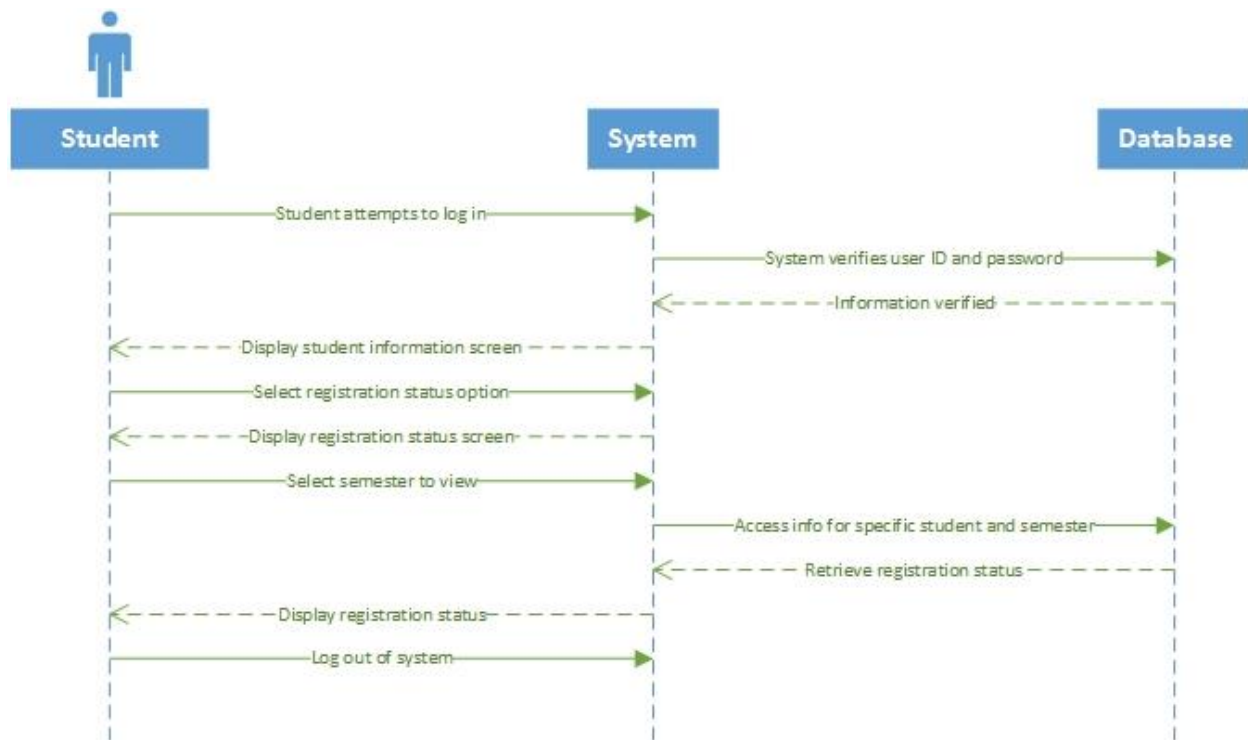 Student
System
Database
Student attempts to log in
System verifies user ID and password
Information verified
Display student information screen
Select registration status option
Display registration status screen
Select semester to view
Access info for specific student and semester
Retrieve registration status
Display registration status
Log out of system